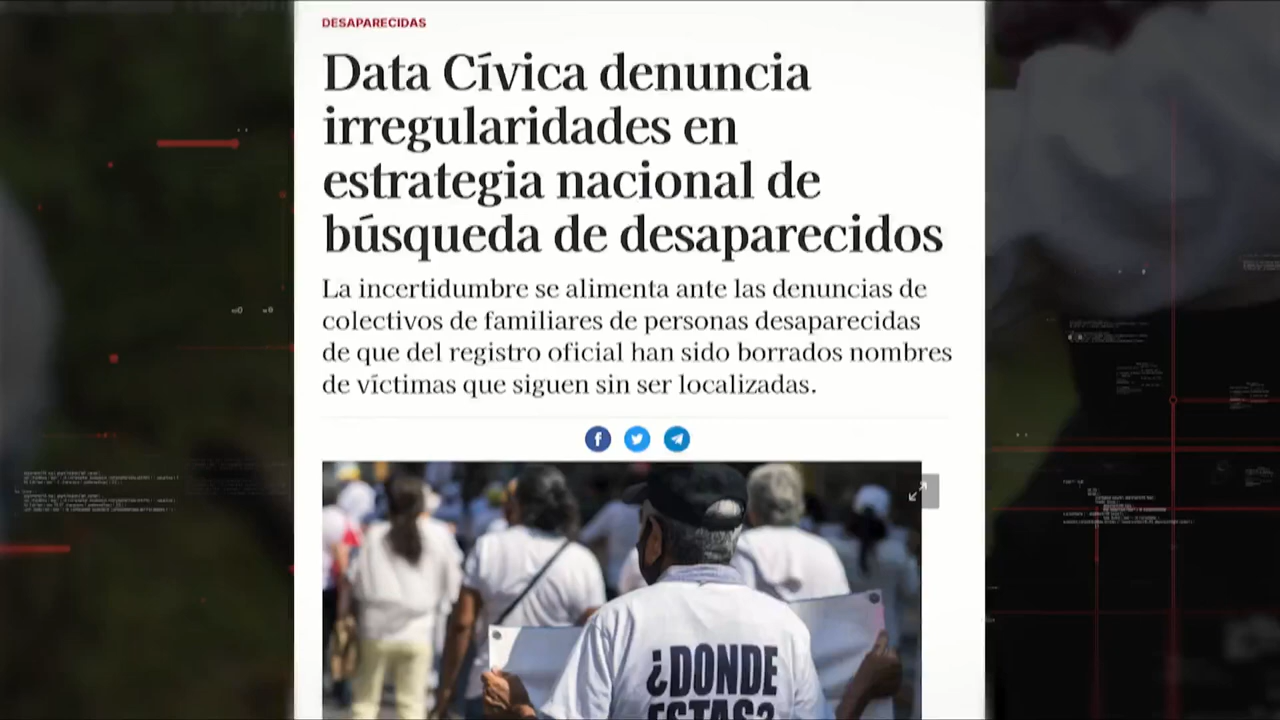 DESAPARECIDAS
Data Cívica denuncia
irregularidades en
estrategia nacional de
búsqueda de desaparecidos
La incertidumbre se alimenta ante las denuncias de
colectivos de familiares de personas desaparecidas
de que del registro oficial han sido borrados nombres
de víctimas que siguen sin ser localizadas.
¿DONDE
ESTAS?